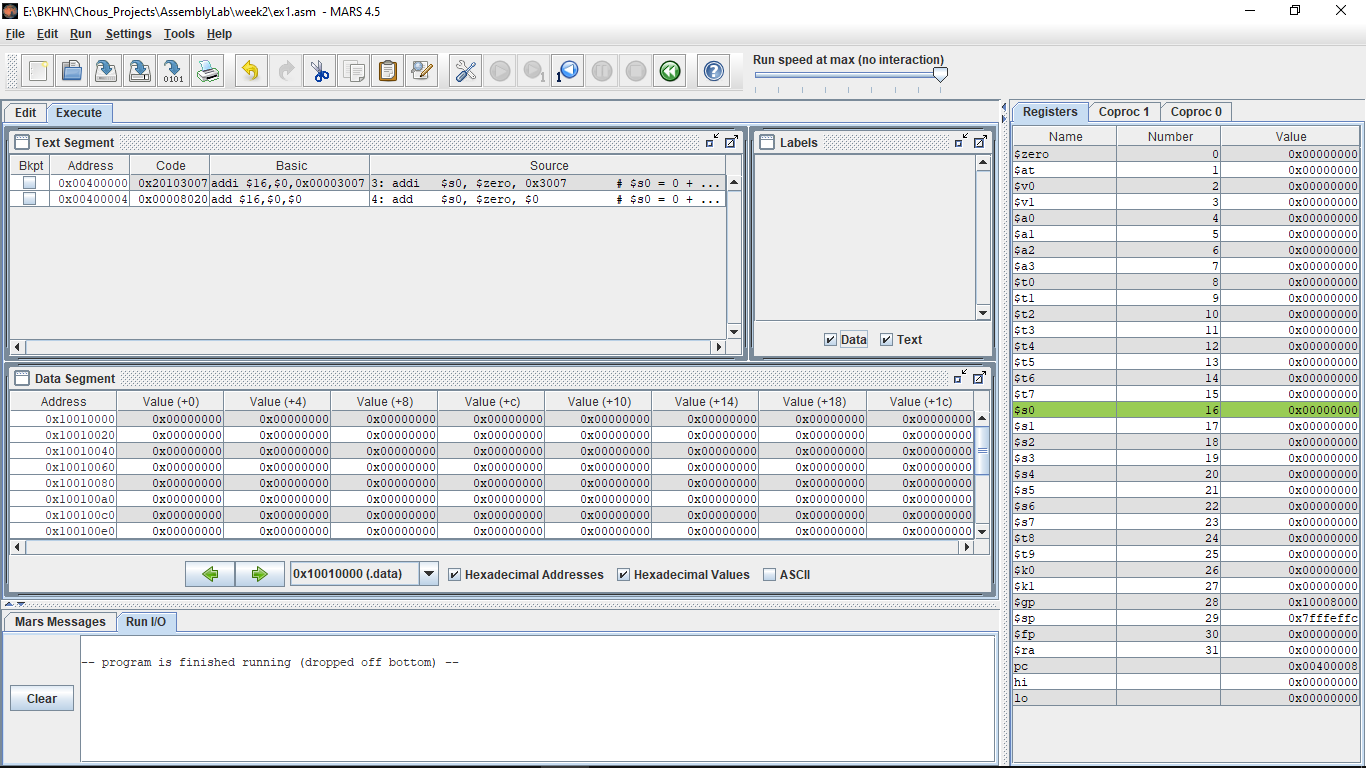 E:\BKHN\Chous_Projects\AssemblyLab\week2\ex1.asm - MARS 4.5
File Edit Run Settings Tools Help
Run speed at max (no interaction)
Edit Execute
Text Segment
Bkpt Address Code Basic Source
0x00400000 0x20103007 addi $16,$0,0x00003007 3: addi $s0, $zero, 0x3007 # $s0 = 0 + ...
0x00400004 0x00008020 add $16,$0,$0 4: add $s0, $zero, $0 # $s0 = 0 + ...
Labels
Data Text
Data Segment
Address Value (+0) Value (+4) Value (+8) Value (+c) Value (+10) Value (+14) Value (+18) Value (+1c)
0x10010000 0x00000000 0x00000000 0x00000000 0x00000000 0x00000000 0x00000000 0x00000000 0x00000000
0x10010020 0x00000000 0x00000000 0x00000000 0x00000000 0x00000000 0x00000000 0x00000000 0x00000000
0x10010040 0x00000000 0x00000000 0x00000000 0x00000000 0x00000000 0x00000000 0x00000000 0x00000000
0x10010060 0x00000000 0x00000000 0x00000000 0x00000000 0x00000000 0x00000000 0x00000000 0x00000000
0x10010080 0x00000000 0x00000000 0x00000000 0x00000000 0x00000000 0x00000000 0x00000000 0x00000000
0x100100a0 0x00000000 0x00000000 0x00000000 0x00000000 0x00000000 0x00000000 0x00000000 0x00000000
0x100100c0 0x00000000 0x00000000 0x00000000 0x00000000 0x00000000 0x00000000 0x00000000 0x00000000
0x100100e0 0x00000000 0x00000000 0x00000000 0x00000000 0x00000000 0x00000000 0x00000000 0x00000000
0x10010000 (.data) Hexadecimal Addresses Hexadecimal Values ASCII
Mars Messages Run I/O
-- program is finished running (dropped off bottom) --
Clear
Registers Coproc 1 Coproc 0
Name Number Value
$zero 0 0x00000000
$at 1 0x00000000
$v0 2 0x00000000
$v1 3 0x00000000
$a0 4 0x00000000
$a1 5 0x00000000
$a2 6 0x00000000
$a3 7 0x00000000
$t0 8 0x00000000
$t1 9 0x00000000
$t2 10 0x00000000
$t3 11 0x00000000
$t4 12 0x00000000
$t5 13 0x00000000
$t6 14 0x00000000
$t7 15 0x00000000
$s0 16 0x00000000
$s1 17 0x00000000
$s2 18 0x00000000
$s3 19 0x00000000
$s4 20 0x00000000
$s5 21 0x00000000
$s6 22 0x00000000
$s7 23 0x00000000
$t8 24 0x00000000
$t9 25 0x00000000
$k0 26 0x00000000
$k1 27 0x00000000
$gp 28 0x10008000
$sp 29 0x7fffeffc
$fp 30 0x00000000
$ra 31 0x00000000
pc 0x00400008
hi 0x00000000
lo 0x00000000